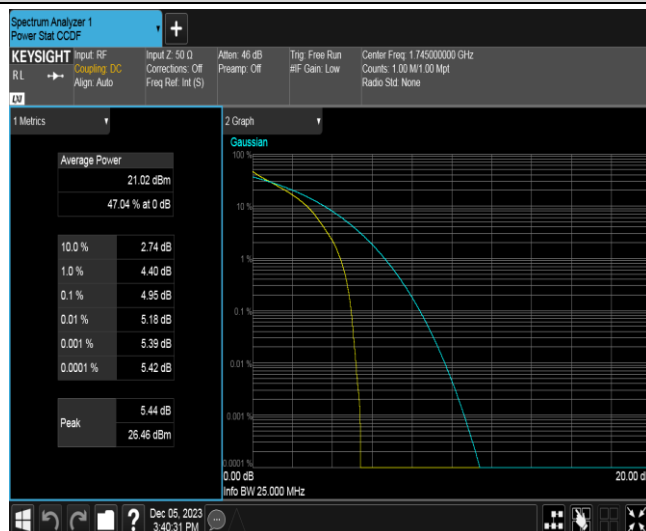 Spectrum Analyzer 1
Power Stat CCDF
+
KEYSIGHT
RL
LXI
Input: RF
Coupling: DC
Align: Auto
Input Z: 50 Ω
Corrections: Off
Freq Ref: Int (S)
Atten: 46 dB
Preamp: Off
Trig: Free Run
#IF Gain: Low
Center Freq: 1.745000000 GHz
Counts: 1.00 M/1.00 Mpt
Radio Std: None
1 Metrics
Average Power
21.02 dBm
47.04 % at 0 dB
10.0 % 2.74 dB
1.0 % 4.40 dB
0.1 % 4.95 dB
0.01 % 5.18 dB
0.001 % 5.39 dB
0.0001 % 5.42 dB
Peak
5.44 dB
26.46 dBm
2 Graph
Gaussian
100 %
10 %
1 %
0.1 %
0.01 %
0.001 %
0.0001 %
0.00 dB
20.00 d
Info BW 25.000 MHz
?
Dec 05, 2023
3:40:31 PM